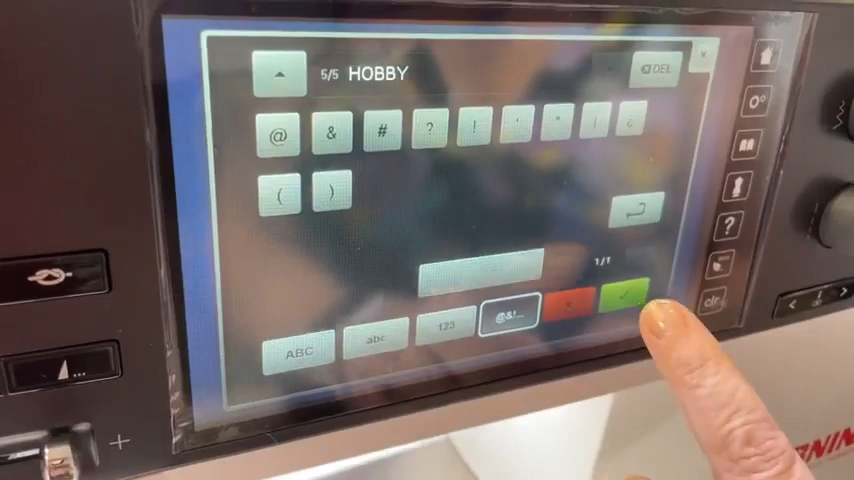 5/5 HOBBY DEL
@ & # ? !
( )
1/1
ABC abc 123 @&!...
?
clr